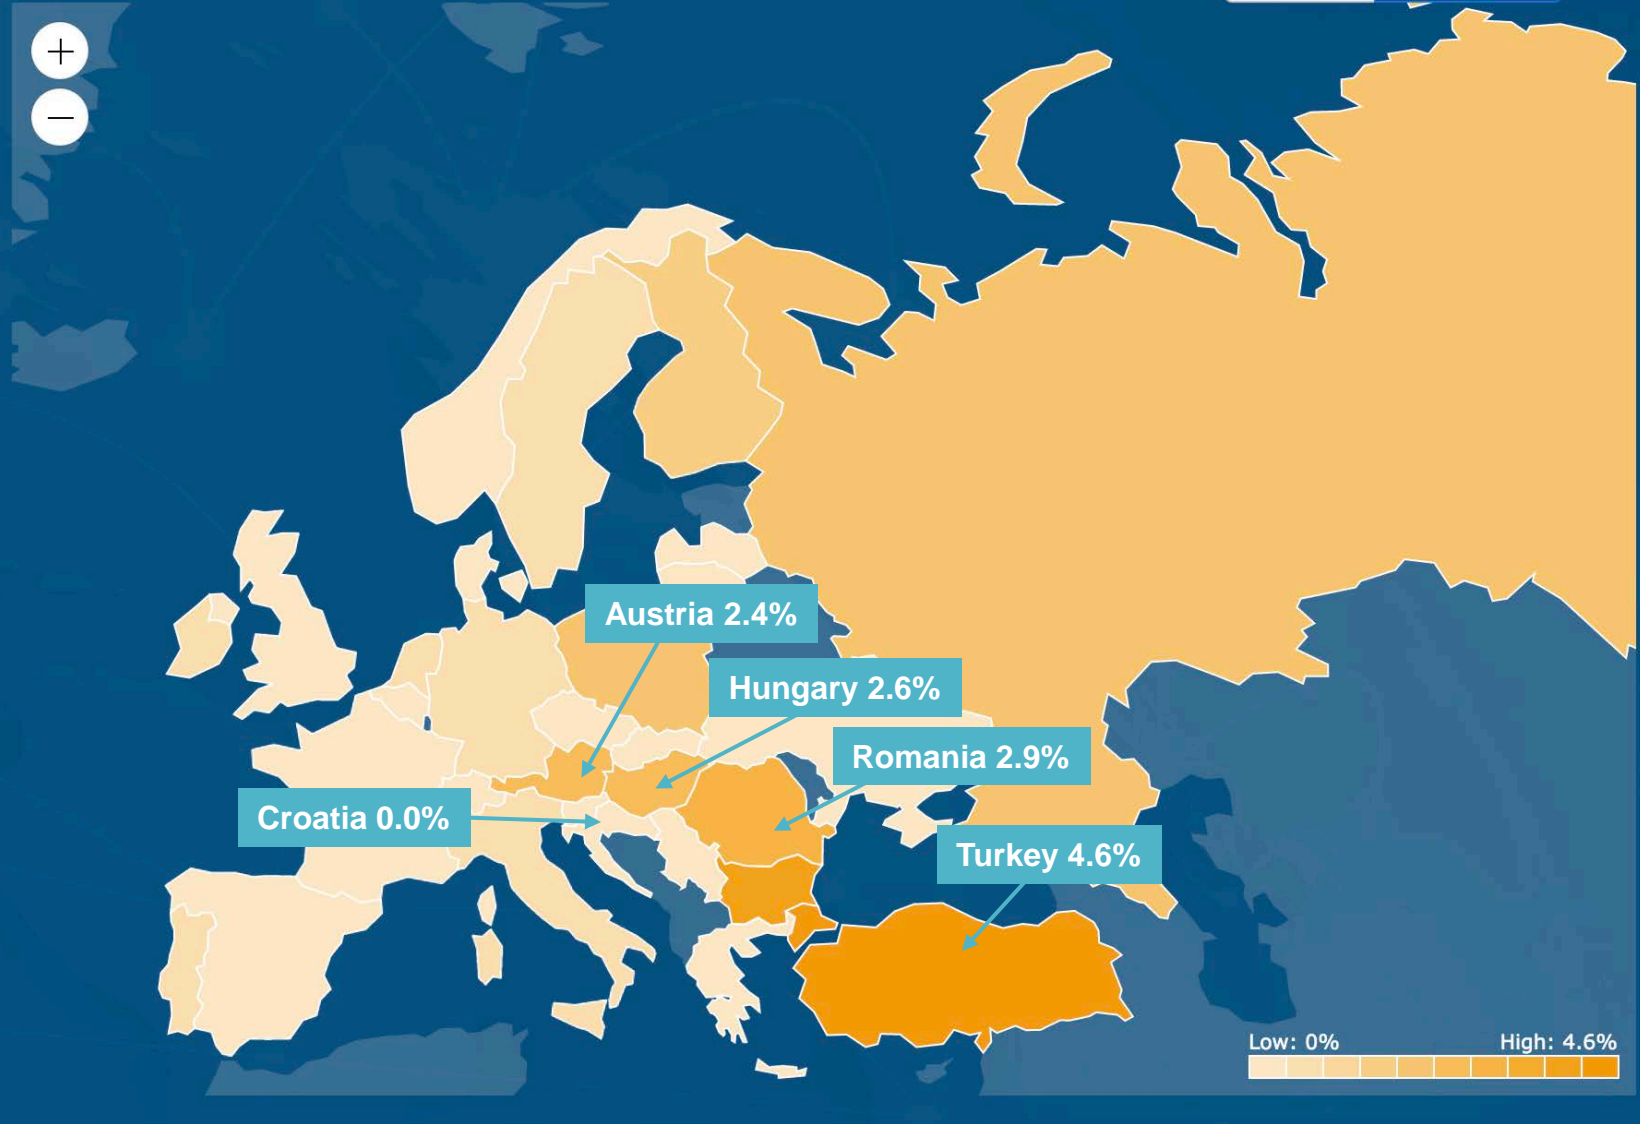 +
−
Austria 2.4%
Hungary 2.6%
Romania 2.9%
Croatia 0.0%
Turkey 4.6%
Low: 0% High: 4.6%